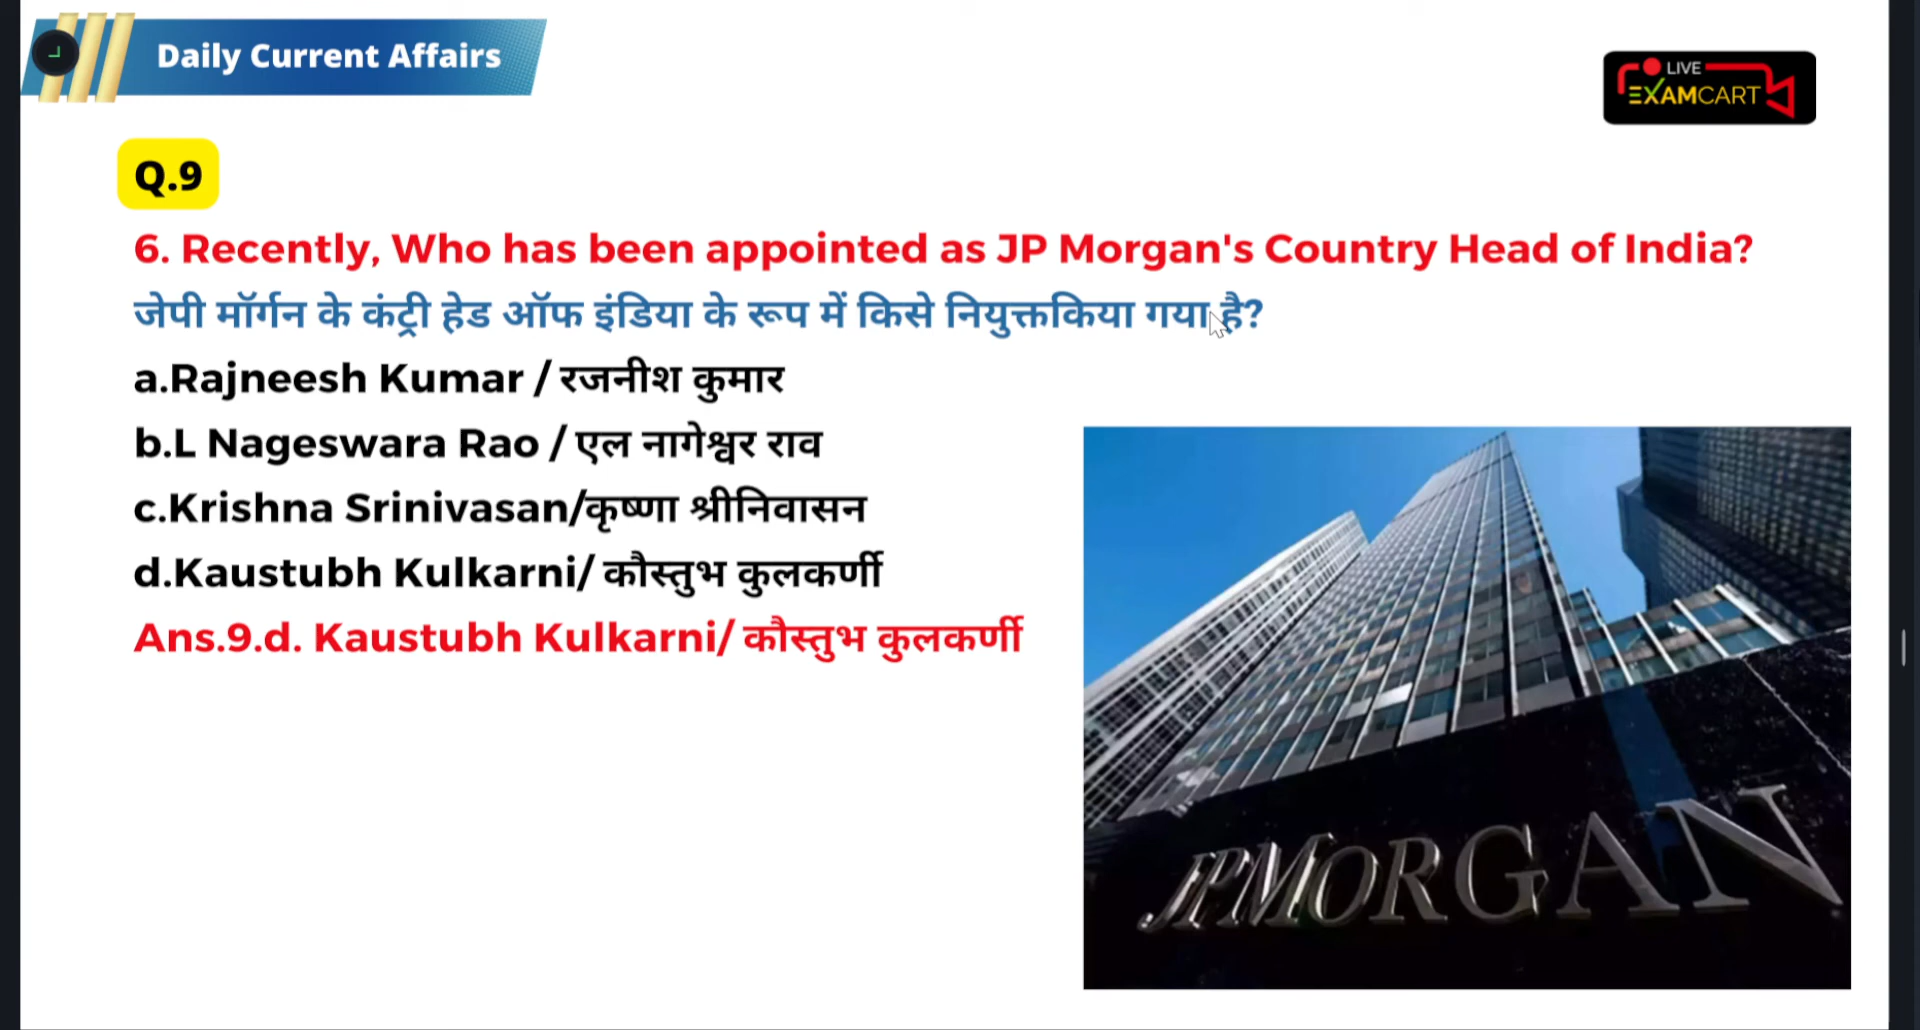 Daily Current Affairs
LIVE
EXAMCART
Q.9
6. Recently, Who has been appointed as JP Morgan's Country Head of India?
जेपी मॉर्गन के कंट्री हेड ऑफ इंडिया के रूप में किसे नियुक्तकिया गया है?
a.Rajneesh Kumar / रजनीश कुमार
b.L Nageswara Rao / एल नागेश्वर राव
c.Krishna Srinivasan/कृष्णा श्रीनिवासन
d.Kaustubh Kulkarni/ कौस्तुभ कुलकर्णी
Ans.9.d. Kaustubh Kulkarni/ कौस्तुभ कुलकर्णी
JPMORGAN